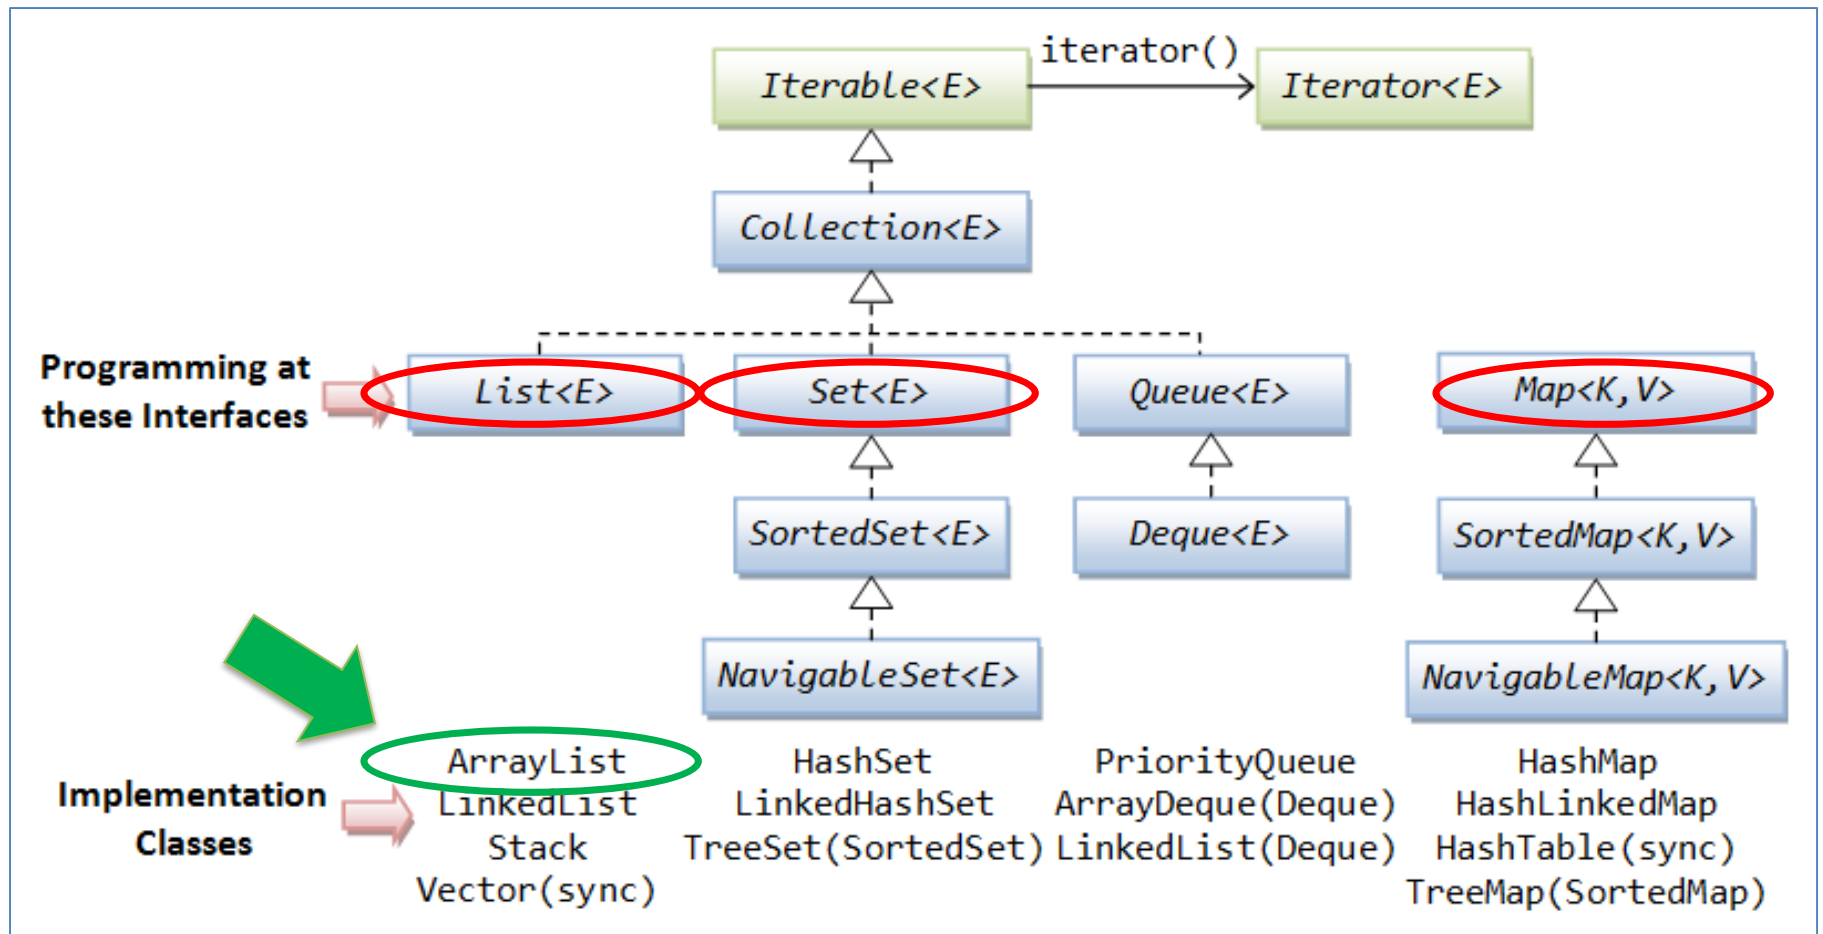 iterator()
Iterable<E>
Iterator<E>
Collection<E>
Programming at
these Interfaces
List<E>
Set<E>
Queue<E>
Map<K,V>
SortedSet<E>
Deque<E>
SortedMap<K,V>
NavigableSet<E>
NavigableMap<K,V>
Implementation
Classes
ArrayList
LinkedList
Stack
Vector(sync)
HashSet
LinkedHashSet
TreeSet(SortedSet)
PriorityQueue
ArrayDeque(Deque)
LinkedList(Deque)
HashMap
HashLinkedMap
HashTable(sync)
TreeMap(SortedMap)